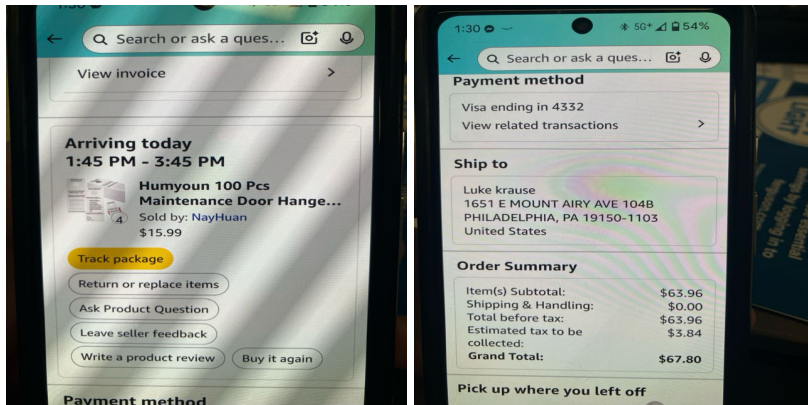 Search or ask a ques...
View invoice
Arriving today
1:45 PM - 3:45 PM
Humyoun 100 Pcs
Maintenance Door Hange...
4
Sold by: NayHuan
$15.99
Track package
Return or replace items
Ask Product Question
Leave seller feedback
Write a product review
Buy it again
Payment method
1:30
5G+
54%
Search or ask a ques...
Payment method
Visa ending in 4332
View related transactions
Ship to
Luke krause
1651 E MOUNT AIRY AVE 104B
PHILADELPHIA, PA 19150-1103
United States
Order Summary
Item(s) Subtotal: $63.96
Shipping & Handling: $0.00
Total before tax: $63.96
Estimated tax to be $3.84
collected:
Grand Total: $67.80
Pick up where you left off